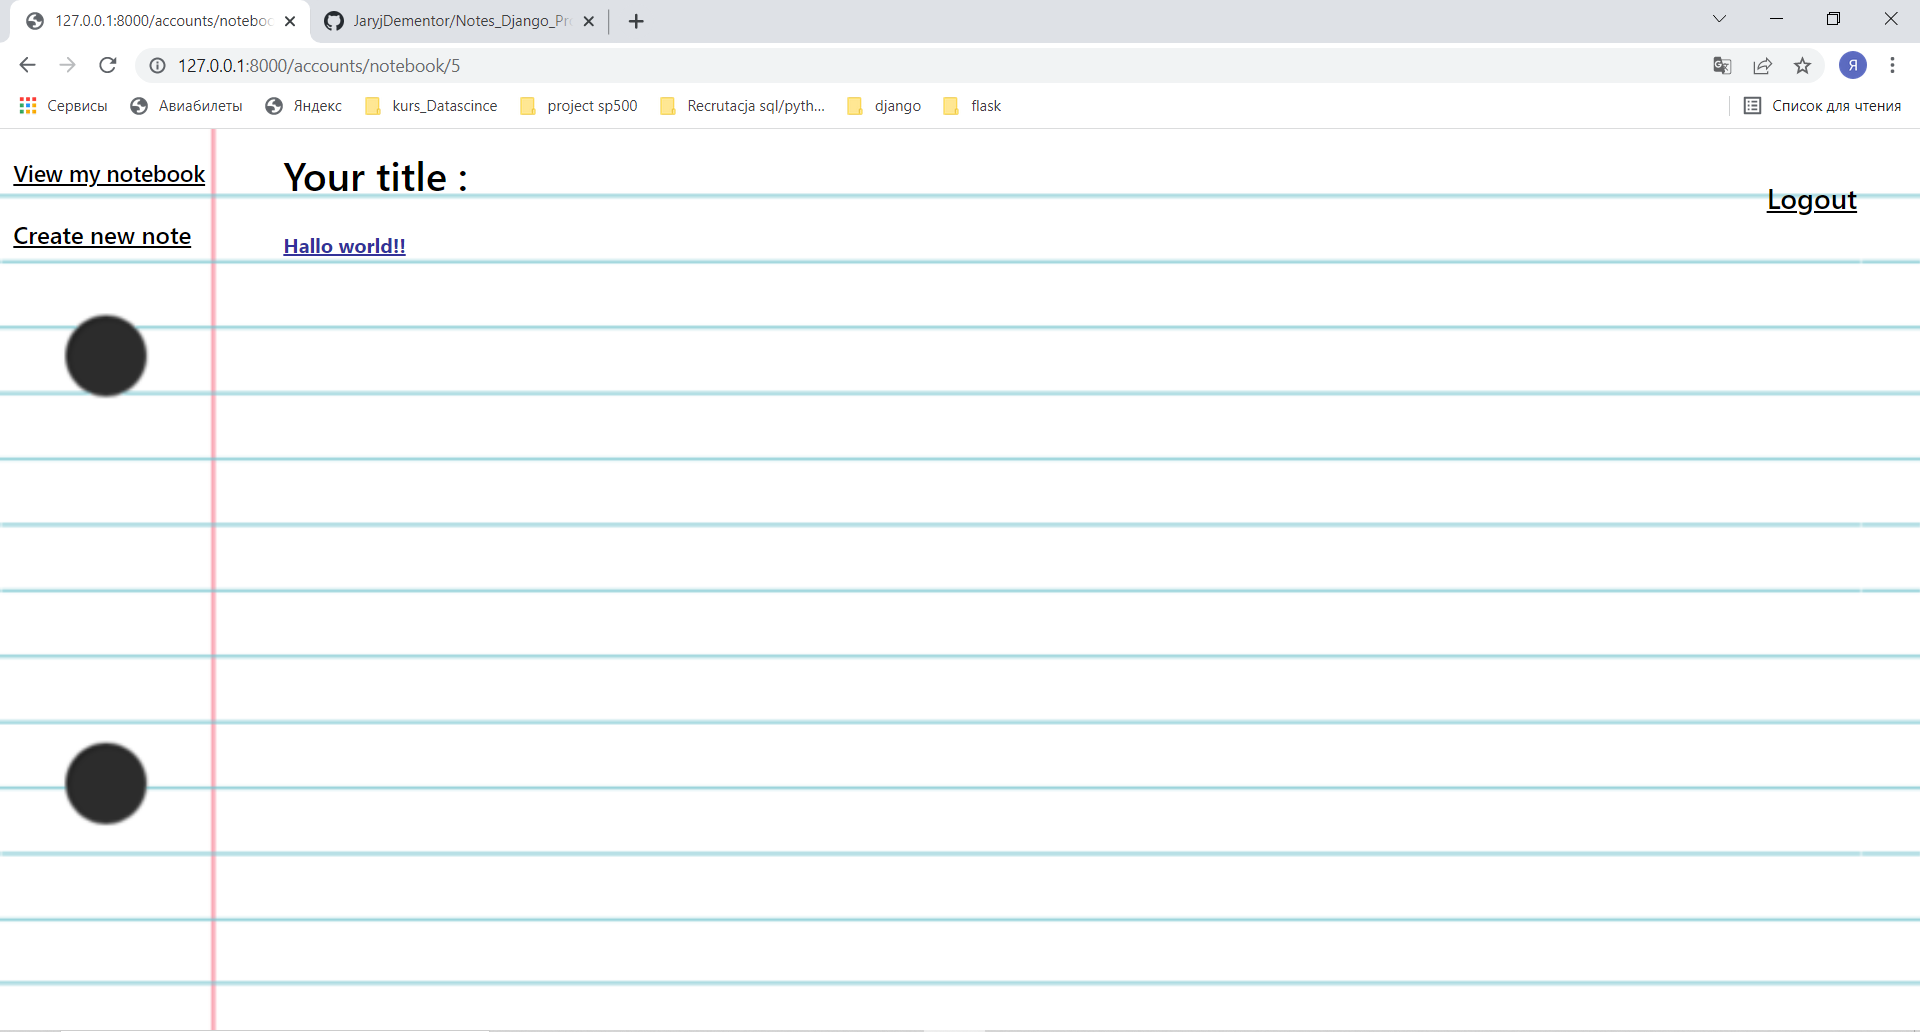 127.0.0.1:8000/accounts/noteboo
JaryjDementor/Notes_Django_Pr
127.0.0.1:8000/accounts/notebook/5
Я
Сервисы
Авиабилеты
Яндекс
kurs_Datascince
project sp500
Recrutacja sql/pyth...
django
flask
Список для чтения
View my notebook
Your title :
Logout
Create new note
Hallo world!!